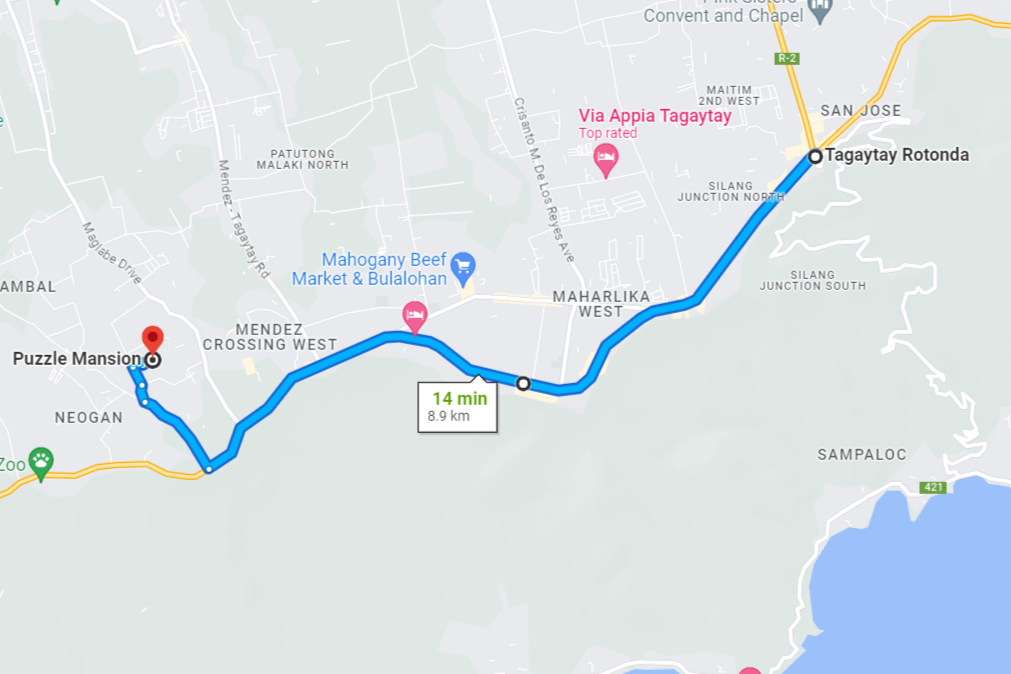 Pink Sisters
Convent and Chapel
R-2
MAITIM
2ND WEST
SAN JOSE
Via Appia Tagaytay
Top rated
Tagaytay Rotonda
PATUTONG
MALAKI NORTH
Crisanto M. De Los Reyes Ave
Mendez - Tagaytay Rd
SILANG
JUNCTION NORTH
Maglabe Drive
Mahogany Beef
Market & Bulalohan
SILANG
JUNCTION SOUTH
AMBAL
MAHARLIKA
WEST
MENDEZ
CROSSING WEST
Puzzle Mansion
14 min
8.9 km
NEOGAN
Zoo
SAMPALOC
421